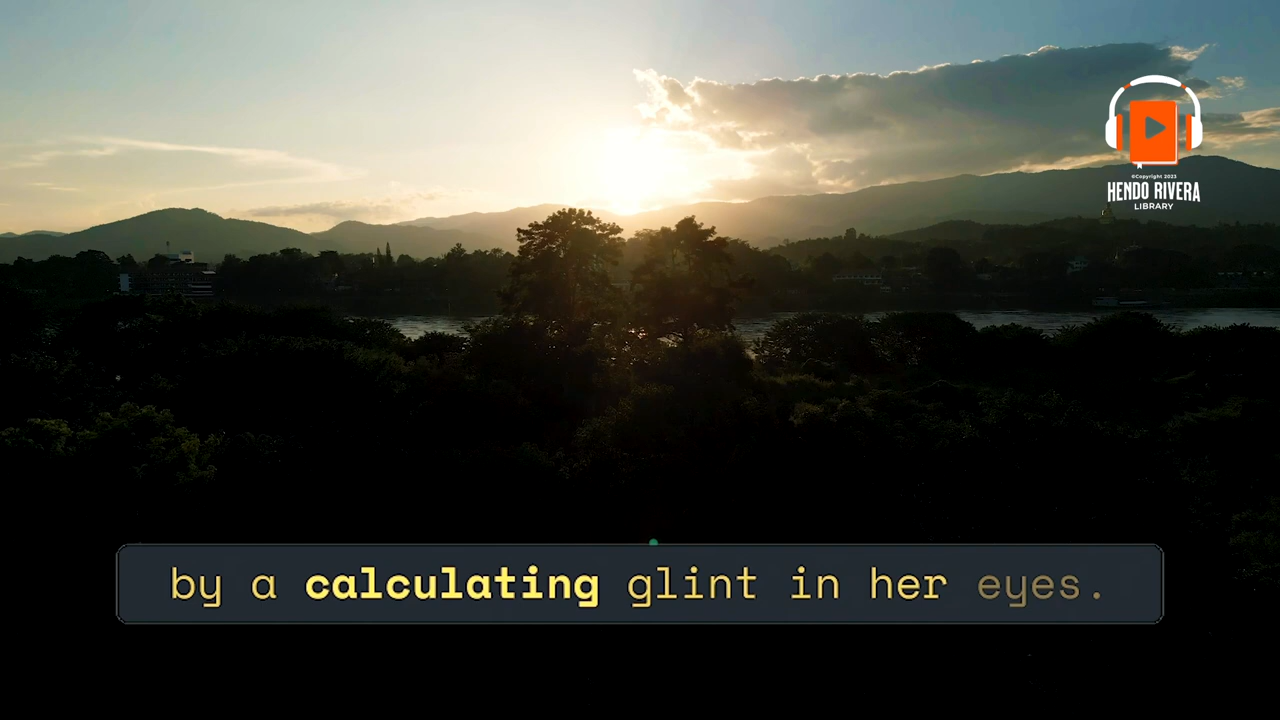 ©Copyright 2023
HENDO RIVERA
LIBRARY
by a calculating glint in her eyes.